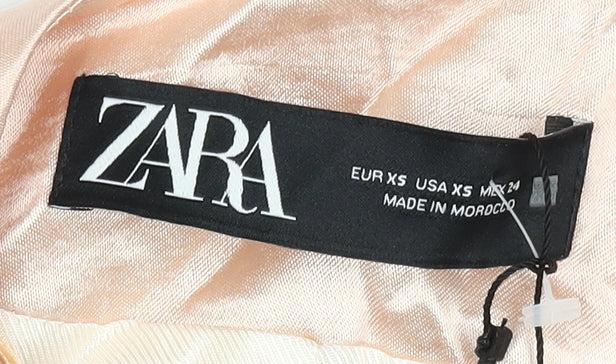 ZARA
EUR XS USA XS MEX 24
MADE IN MOROCCO